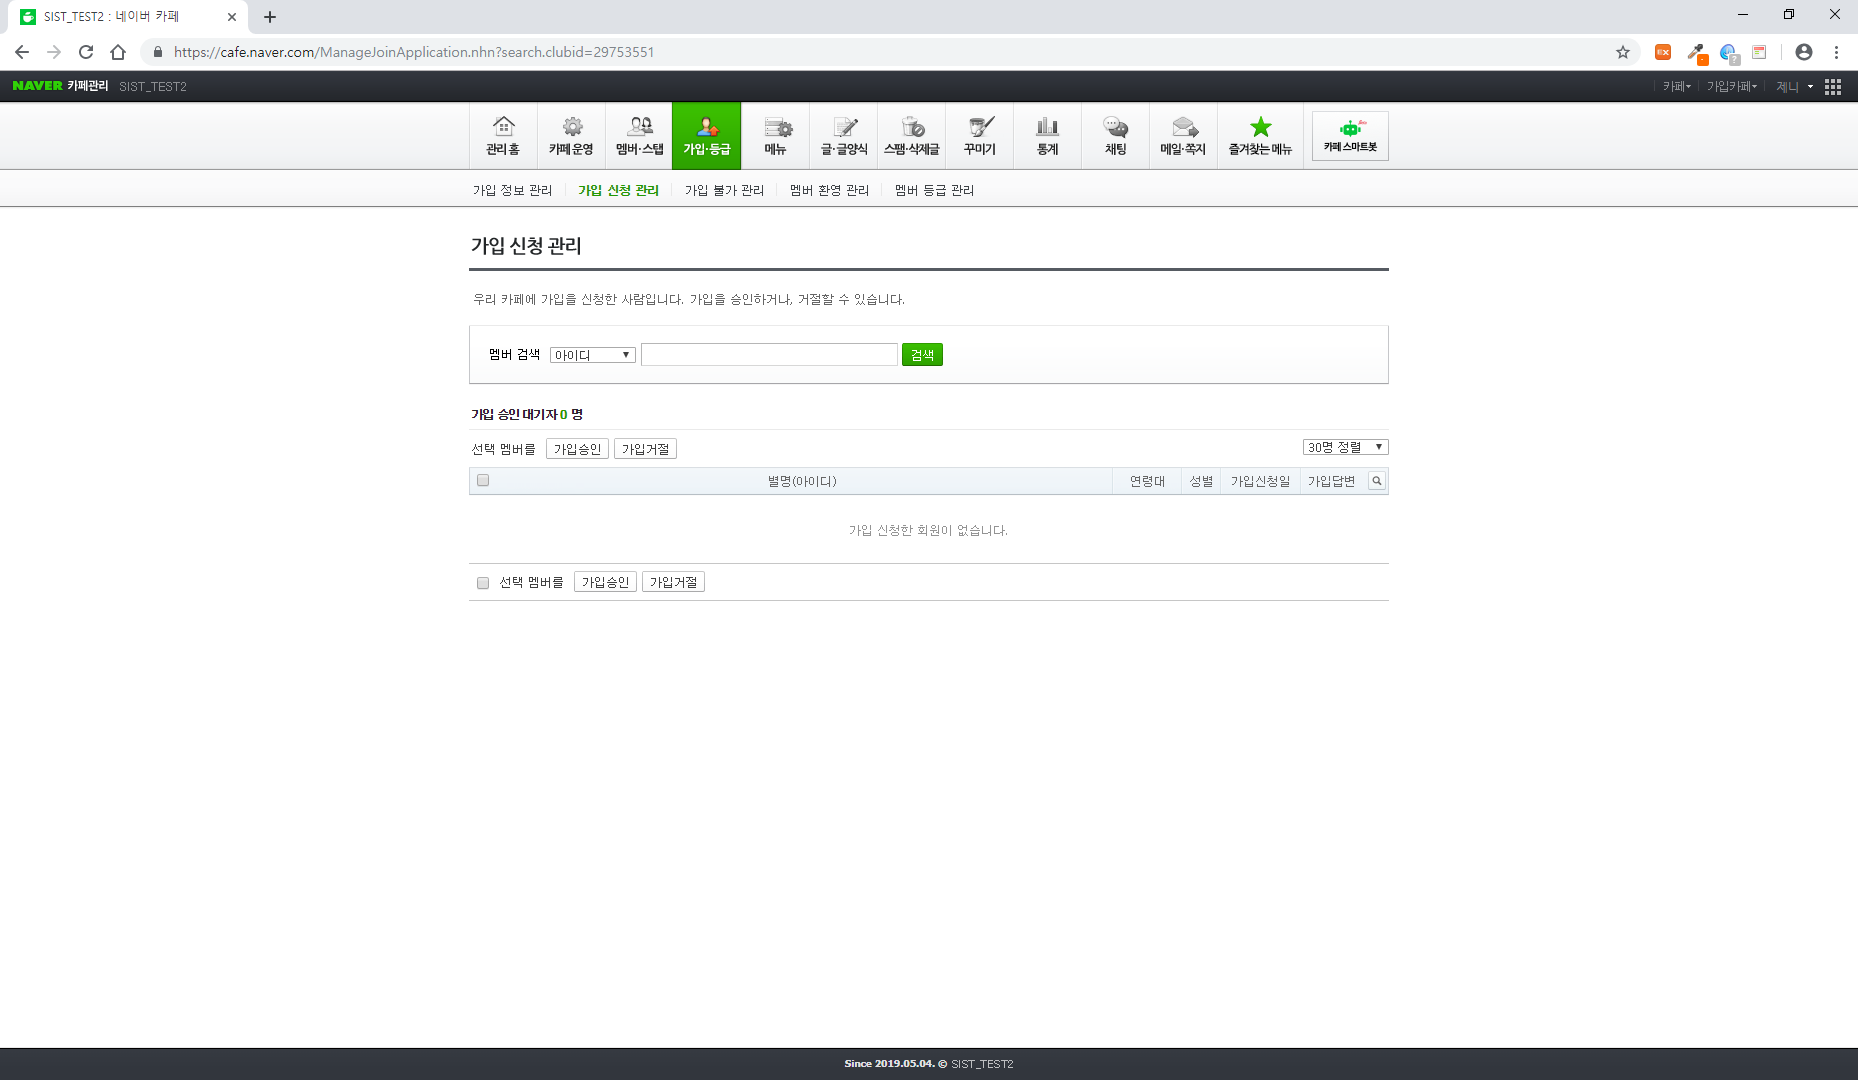 SIST_TEST2 : 네이버 카페
https://cafe.naver.com/ManageJoinApplication.nhn?search.clubid=29753551
NAVER 카페관리 SIST_TEST2 카페 가입카페 제니
관리 홈 카페 운영 멤버·스탭 가입·등급 메뉴 글·글양식 스팸·삭제글 꾸미기 통계 채팅 메일·쪽지 즐겨찾는 메뉴 카페 스마트봇
가입 정보 관리 가입 신청 관리 가입 불가 관리 멤버 환영 관리 멤버 등급 관리
가입 신청 관리
우리 카페에 가입을 신청한 사람입니다. 가입을 승인하거나, 거절할 수 있습니다.
멤버 검색 아이디 검색
가입 승인 대기자 0 명
선택 멤버를 가입승인 가입거절 30명 정렬
별명(아이디) 연령대 성별 가입신청일 가입답변
가입 신청한 회원이 없습니다.
선택 멤버를 가입승인 가입거절
Since 2019.05.04. © SIST_TEST2